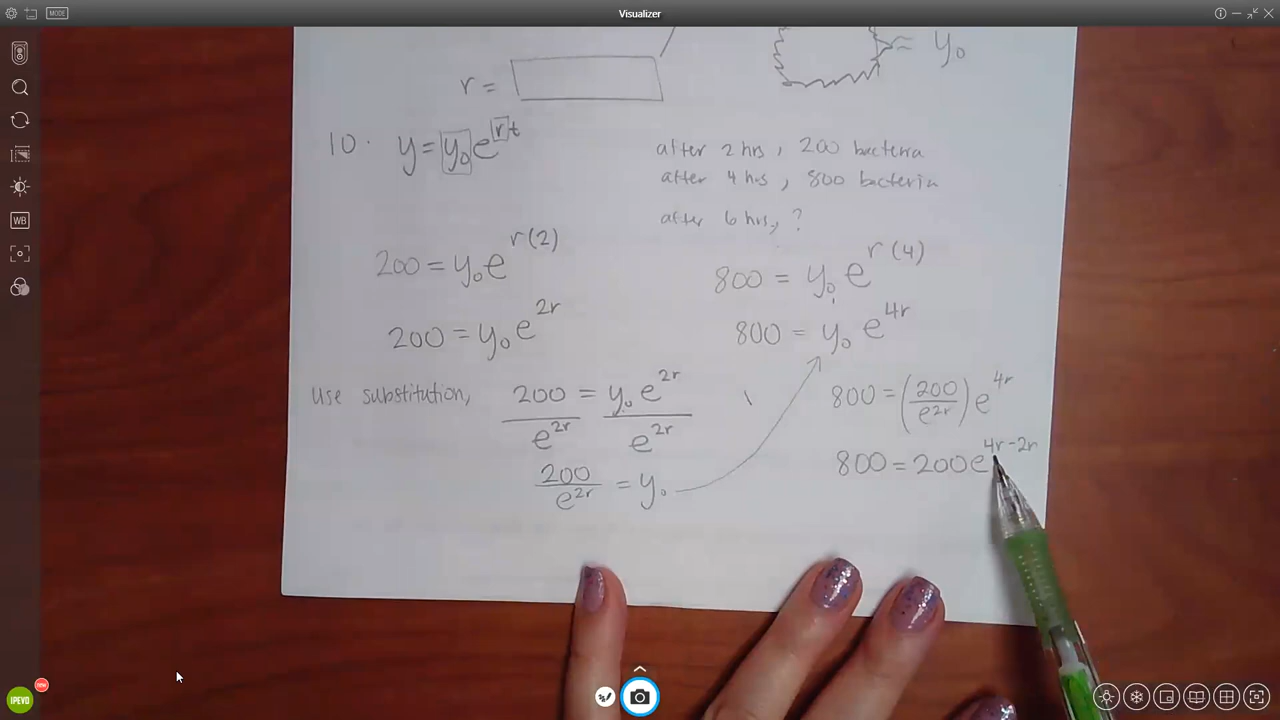 Visualizer
MODE
WB
r =
≈ y₀
10. y = y₀e^{rt}
after 2 hrs, 200 bacteria
after 4 hrs, 800 bacteria
after 6 hrs, ?
200 = y₀e^{r(2)}
800 = y₀e^{r(4)}
200 = y₀e^{2r}
800 = y₀e^{4r}
Use substitution, 200/e^{2r} = y₀e^{2r}/e^{2r}
800 = (200/e^{2r}) e^{4r}
200/e^{2r} = y₀
800 = 200e^{4r-2r}
IPEVO
new